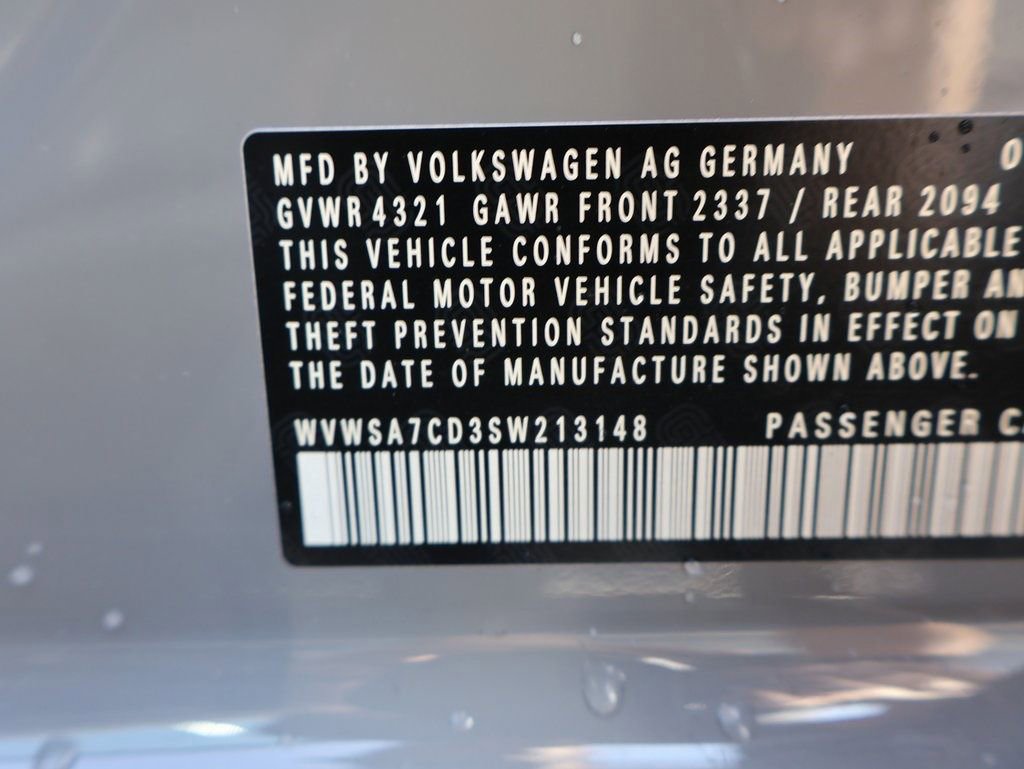 MFD BY VOLKSWAGEN AG GERMANY
GVWR 4321 GAWR FRONT 2337 / REAR 2094
THIS VEHICLE CONFORMS TO ALL APPLICABLE
FEDERAL MOTOR VEHICLE SAFETY, BUMPER AN
THEFT PREVENTION STANDARDS IN EFFECT ON
THE DATE OF MANUFACTURE SHOWN ABOVE.
WVWSA7CD3SW213148 PASSENGER